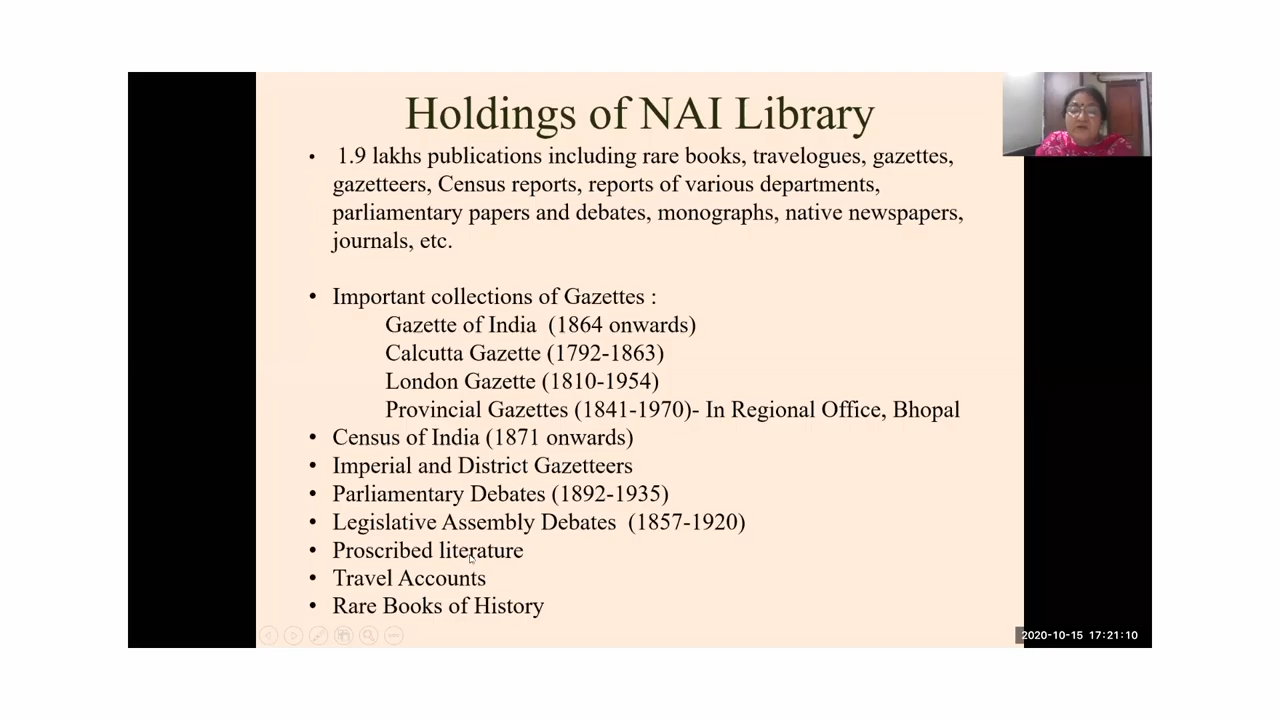 Holdings of NAI Library
• 1.9 lakhs publications including rare books, travelogues, gazettes,
gazetteers, Census reports, reports of various departments,
parliamentary papers and debates, monographs, native newspapers,
journals, etc.
• Important collections of Gazettes :
Gazette of India (1864 onwards)
Calcutta Gazette (1792-1863)
London Gazette (1810-1954)
Provincial Gazettes (1841-1970)- In Regional Office, Bhopal
• Census of India (1871 onwards)
• Imperial and District Gazetteers
• Parliamentary Debates (1892-1935)
• Legislative Assembly Debates (1857-1920)
• Proscribed literature
• Travel Accounts
• Rare Books of History
2020-10-15 17:21:10